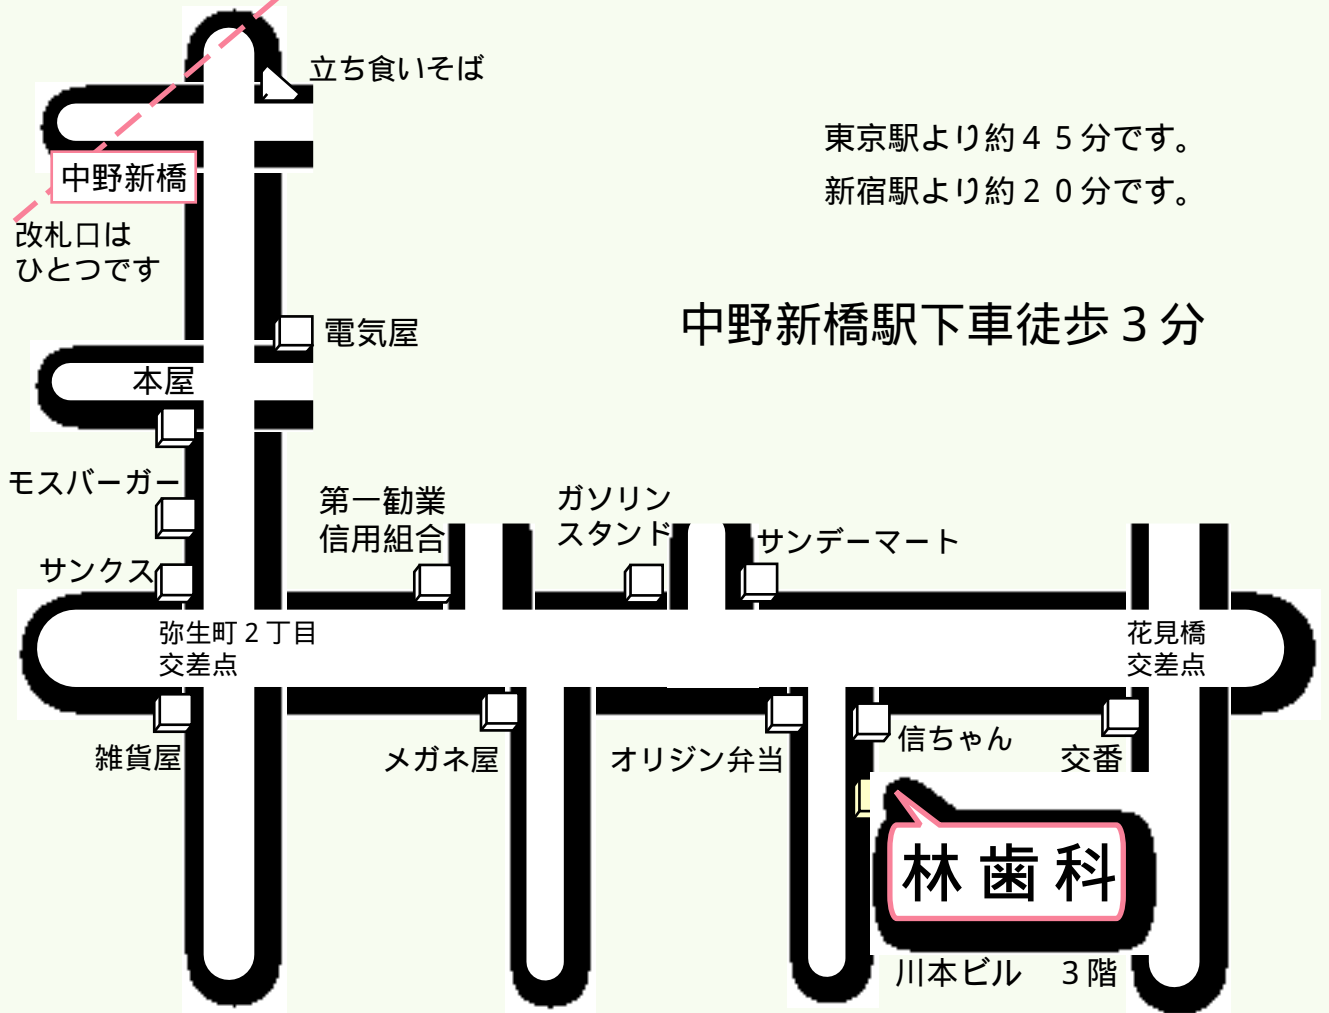 立ち食いそば
東京駅より約４５分です。
中野新橋
新宿駅より約２０分です。
改札口は
ひとつです
中野新橋駅下車徒歩３分
電気屋
本屋
モスバーガー
第一勧業
信用組合
ガソリン
スタンド
サンデーマート
サンクス
弥生町２丁目
交差点
花見橋
交差点
雑貨屋
メガネ屋
オリジン弁当
信ちゃん
交番
林歯科
川本ビル　３階